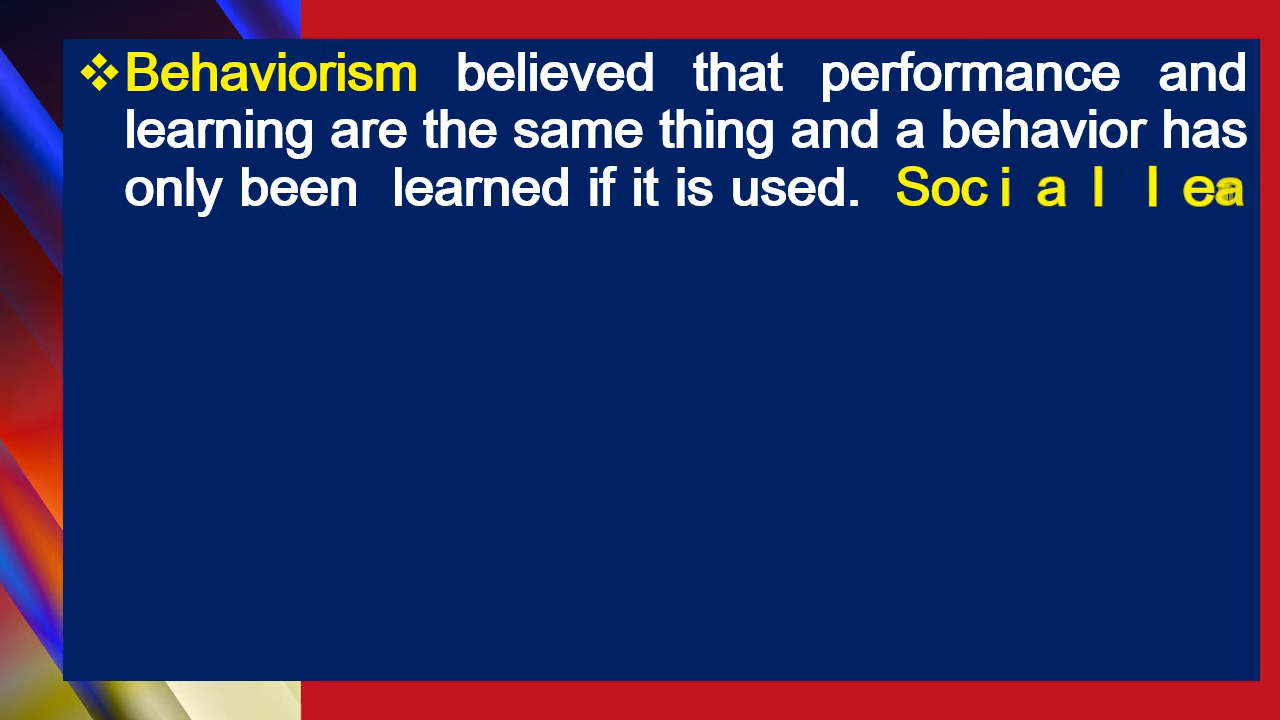 ❖Behaviorism believed that performance and
learning are the same thing and a behavior has
only been learned if it is used. Social lea